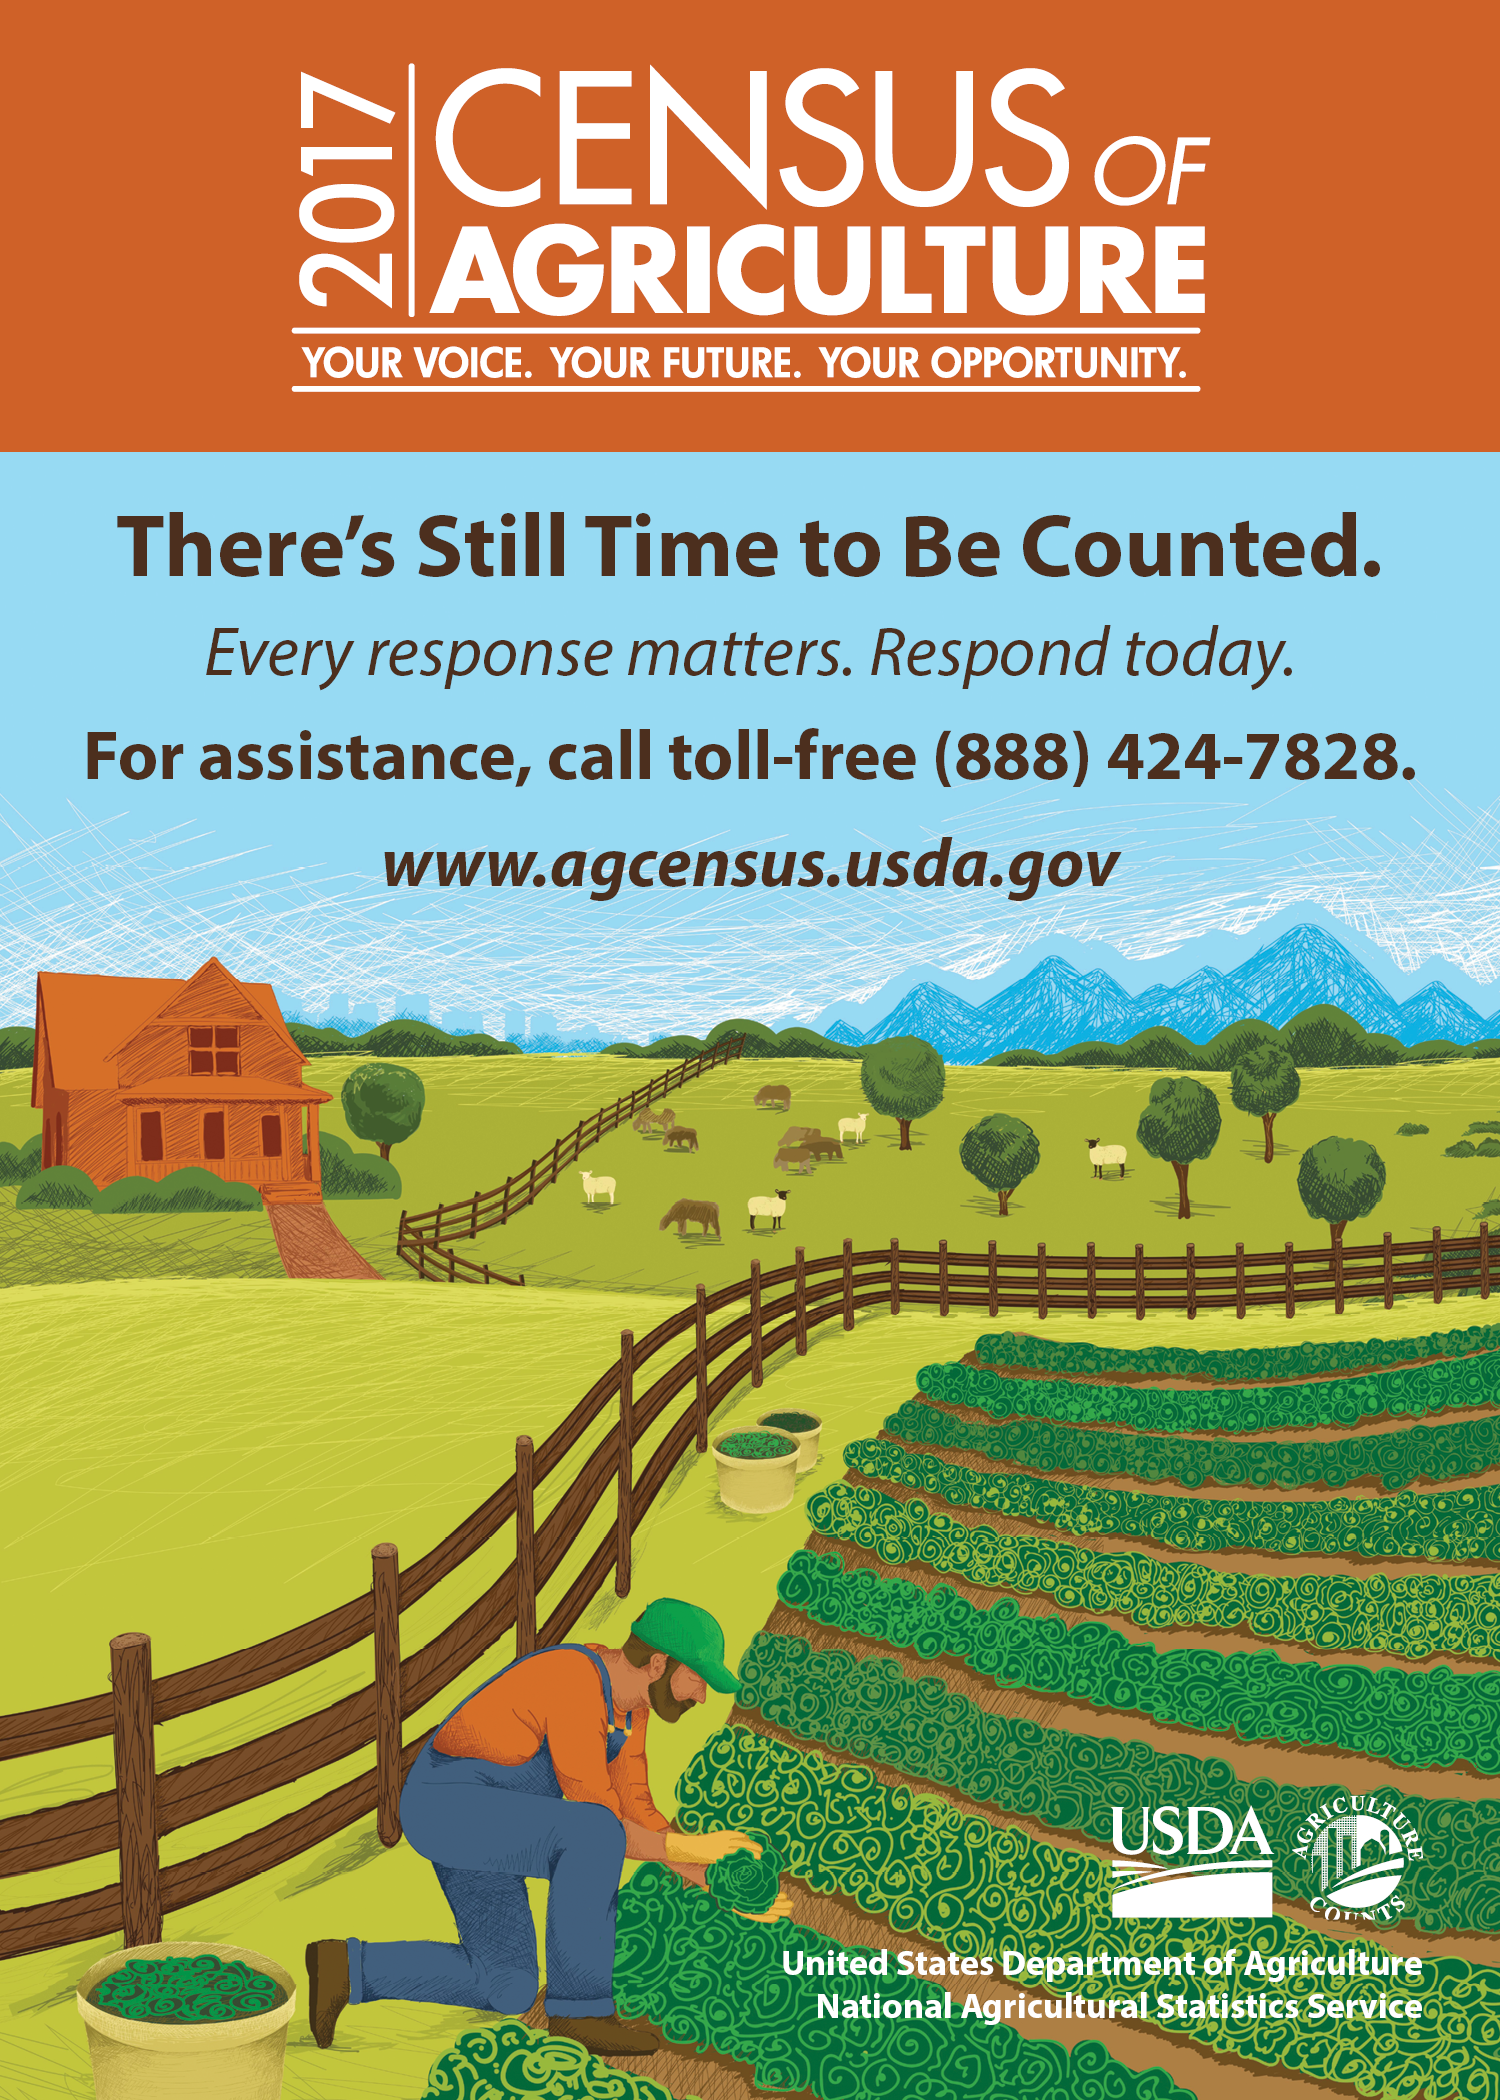 2017
CENSUS OF
AGRICULTURE
YOUR VOICE. YOUR FUTURE. YOUR OPPORTUNITY.
There’s Still Time to Be Counted.
Every response matters. Respond today.
For assistance, call toll-free (888) 424-7828.
www.agcensus.usda.gov
USDA
AGRICULTURE
COUNTS
United States Department of Agriculture
National Agricultural Statistics Service